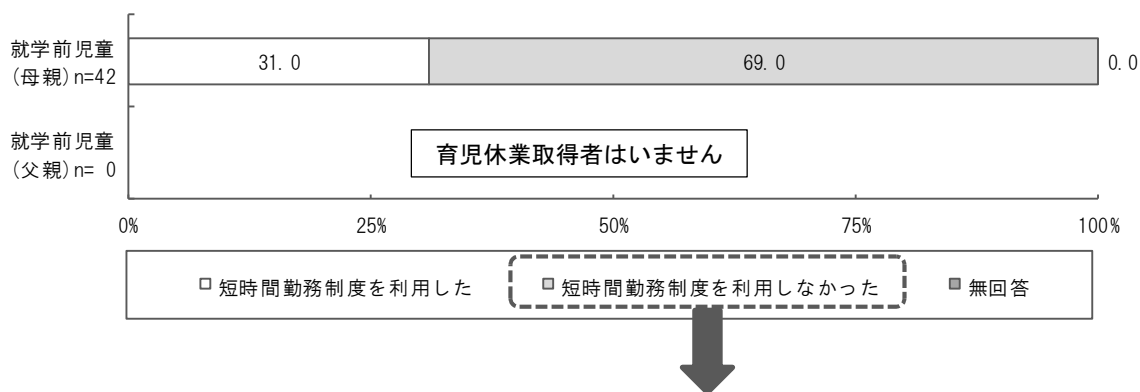 就学前児童
(母親)n=42
31.0
69.0
0.0
就学前児童
(父親)n= 0
育児休業取得者はいません
0%
25%
50%
75%
100%
短時間勤務制度を利用した
短時間勤務制度を利用しなかった
無回答